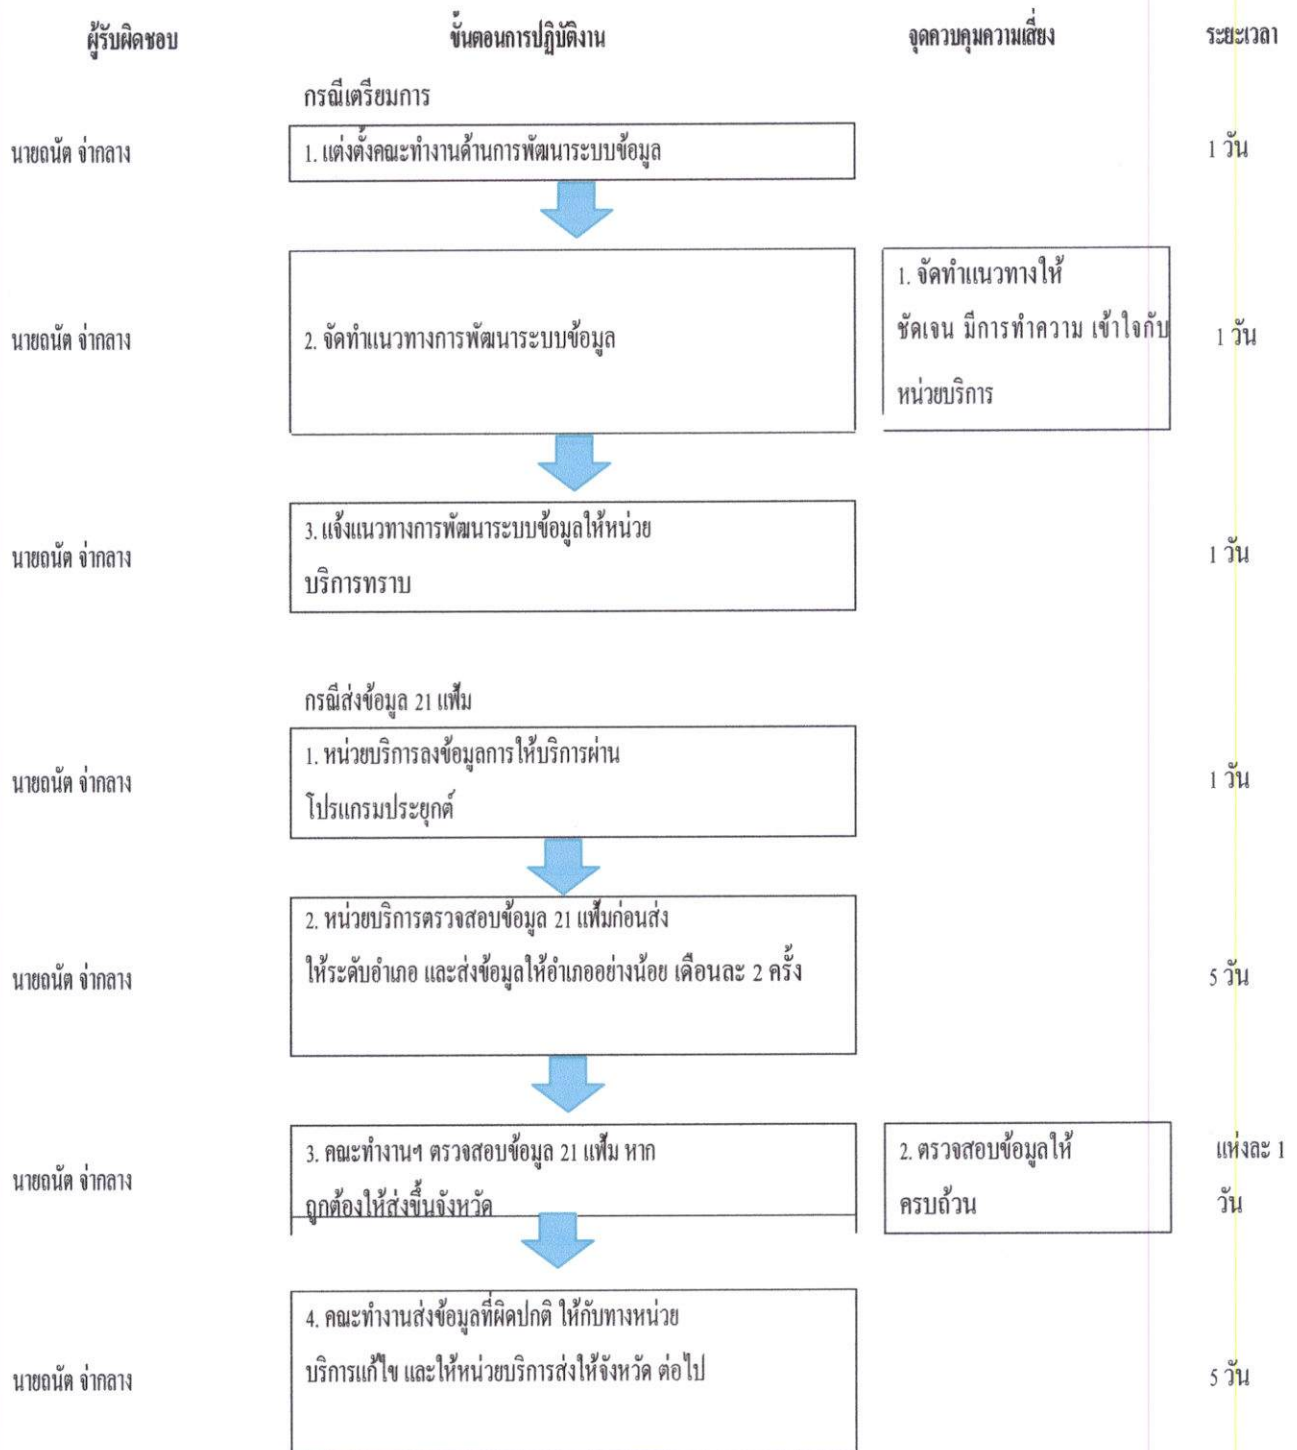 ผู้รับผิดชอบ ขั้นตอนการปฏิบัติงาน จุดควบคุมความเสี่ยง ระยะเวลา
กรณีเตรียมการ
นายถนัต จ่ากลาง 1. แต่งตั้งคณะทำงานด้านการพัฒนาระบบข้อมูล 1 วัน
1. จัดทำแนวทางให้
นายถนัต จ่ากลาง 2. จัดทำแนวทางการพัฒนาระบบข้อมูล ชัดเจน มีการทำความ เข้าใจกับ 1 วัน
หน่วยบริการ
3. แจ้งแนวทางการพัฒนาระบบข้อมูลให้หน่วย
นายถนัต จ่ากลาง 1 วัน
บริการทราบ
กรณีส่งข้อมูล 21 แฟ้ม
1. หน่วยบริการลงข้อมูลการให้บริการผ่าน
นายถนัต จ่ากลาง 1 วัน
โปรแกรมประยุกต์
2. หน่วยบริการตรวจสอบข้อมูล 21 แฟ้มก่อนส่ง
นายถนัต จ่ากลาง ให้ระดับอำเภอ และส่งข้อมูลให้อำเภออย่างน้อย เดือนละ 2 ครั้ง 5 วัน
3. คณะทำงานฯ ตรวจสอบข้อมูล 21 แฟ้ม หาก 2. ตรวจสอบข้อมูลให้ แห่งละ 1
นายถนัต จ่ากลาง
ถูกต้องให้ส่งขึ้นจังหวัด ครบถ้วน วัน
4. คณะทำงานส่งข้อมูลที่ผิดปกติ ให้กับทางหน่วย
นายถนัต จ่ากลาง บริการแก้ไข และให้หน่วยบริการส่งให้จังหวัด ต่อไป 5 วัน